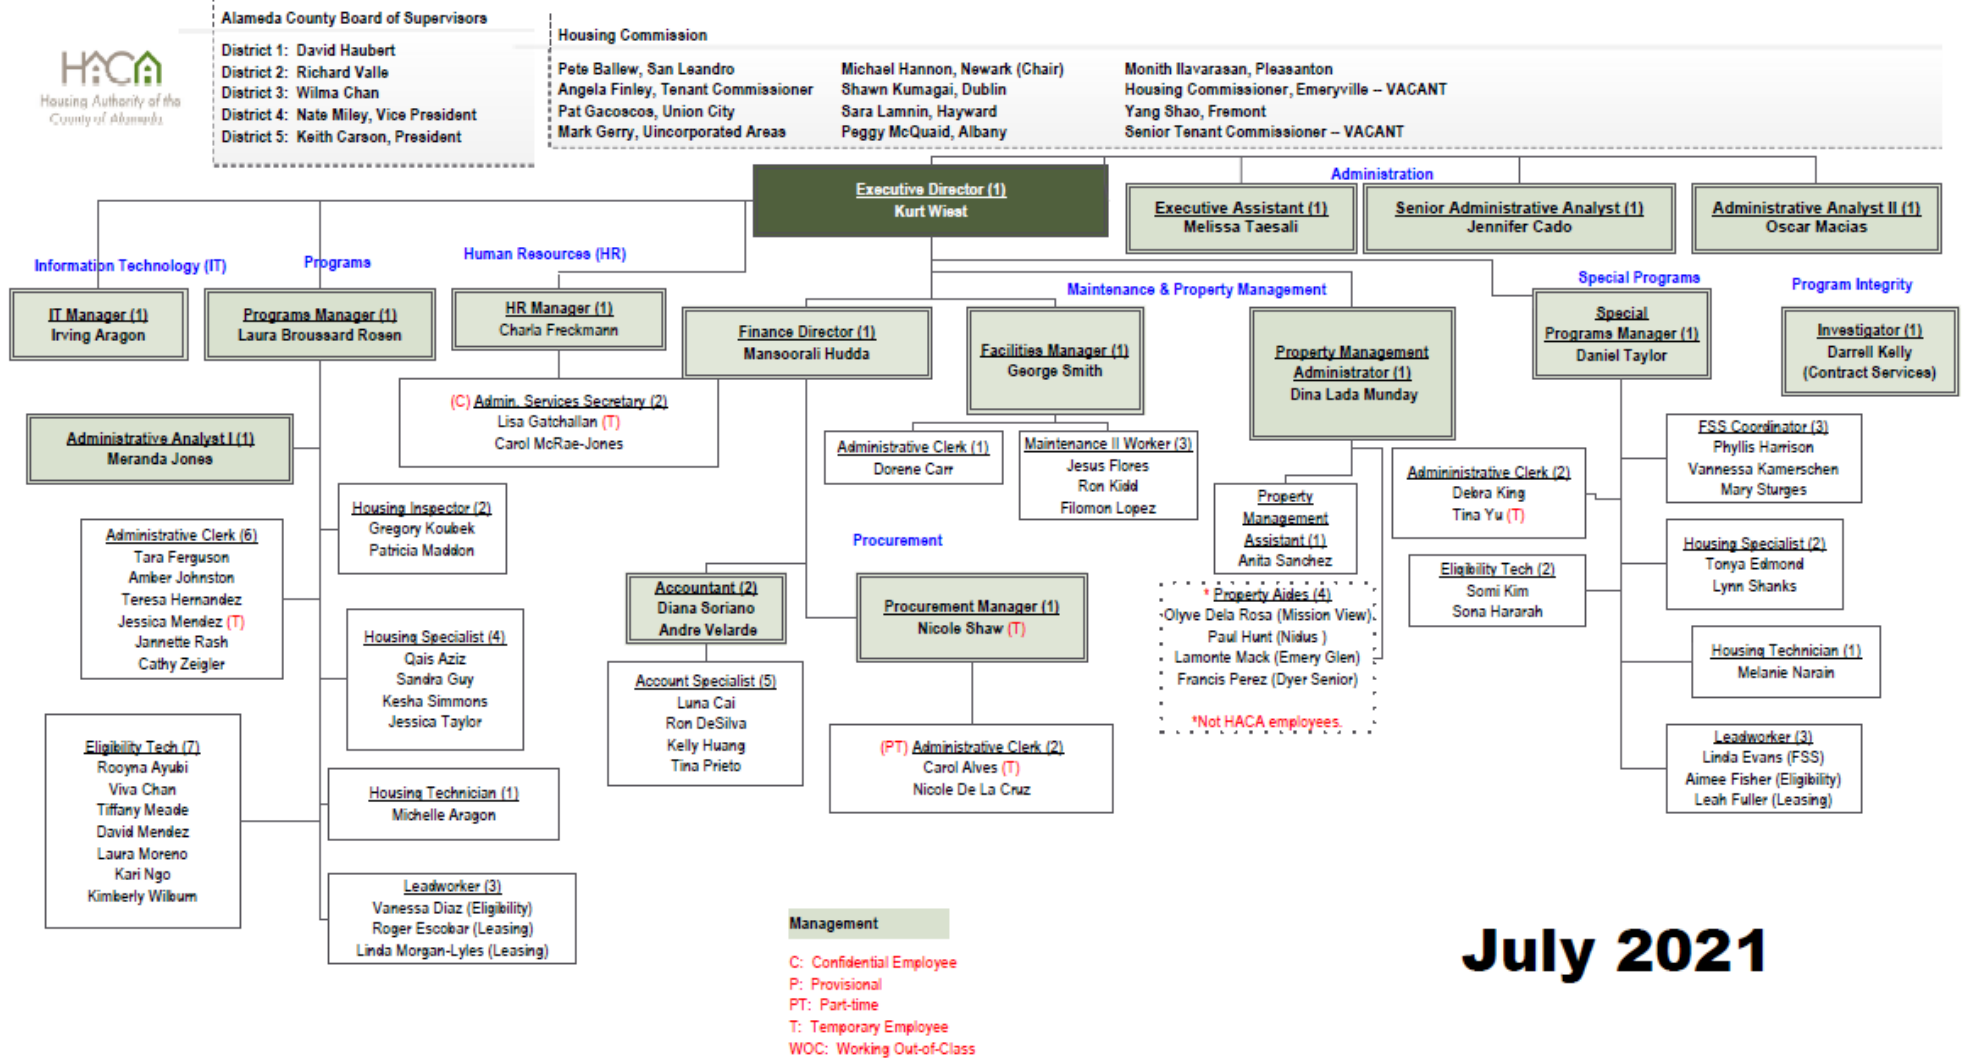 HACA
Housing Authority of the
County of Alameda
Alameda County Board of Supervisors
District 1: David Haubert
District 2: Richard Valle
District 3: Wilma Chan
District 4: Nate Miley, Vice President
District 5: Keith Carson, President
Housing Commission
Pete Ballew, San Leandro
Angela Finley, Tenant Commissioner
Pat Gacoscos, Union City
Mark Gerry, Uincorporated Areas
Michael Hannon, Newark (Chair)
Shawn Kumagai, Dublin
Sara Lamnin, Hayward
Peggy McQuaid, Albany
Monith Ilavarasan, Pleasanton
Housing Commissioner, Emeryville -- VACANT
Yang Shao, Fremont
Senior Tenant Commissioner -- VACANT
Executive Director (1)
Kurt Wiest
Administration
Executive Assistant (1)
Melissa Taesali
Senior Administrative Analyst (1)
Jennifer Cado
Administrative Analyst II (1)
Oscar Macias
Information Technology (IT)
IT Manager (1)
Irving Aragon
Programs
Programs Manager (1)
Laura Broussard Rosen
Human Resources (HR)
HR Manager (1)
Charla Freckmann
(C) Admin. Services Secretary (2)
Lisa Gatchallan (T)
Carol McRae-Jones
Finance Director (1)
Mansoorali Hudda
Maintenance & Property Management
Facilities Manager (1)
George Smith
Property Management
Administrator (1)
Dina Lada Munday
Special Programs
Special
Programs Manager (1)
Daniel Taylor
Program Integrity
Investigator (1)
Darrell Kelly
(Contract Services)
Administrative Analyst I (1)
Meranda Jones
Housing Inspector (2)
Gregory Koubek
Patricia Maddon
Administrative Clerk (6)
Tara Ferguson
Amber Johnston
Teresa Hernandez
Jessica Mendez (T)
Jannette Rash
Cathy Zeigler
Housing Specialist (4)
Qais Aziz
Sandra Guy
Kesha Simmons
Jessica Taylor
Eligibility Tech (7)
Rooyna Ayubi
Viva Chan
Tiffany Meade
David Mendez
Laura Moreno
Kari Ngo
Kimberly Wilburn
Housing Technician (1)
Michelle Aragon
Leadworker (3)
Vanessa Diaz (Eligibility)
Roger Escobar (Leasing)
Linda Morgan-Lyles (Leasing)
Administrative Clerk (1)
Dorene Carr
Maintenance II Worker (3)
Jesus Flores
Ron Kidd
Filomon Lopez
Procurement
Accountant (2)
Diana Soriano
Andre Velarde
Procurement Manager (1)
Nicole Shaw (T)
Account Specialist (5)
Luna Cai
Ron DeSilva
Kelly Huang
Tina Prieto
(PT) Administrative Clerk (2)
Carol Alves (T)
Nicole De La Cruz
Property
Management
Assistant (1)
Anita Sanchez
* Property Aides (4)
Olyve Dela Rosa (Mission View)
Paul Hunt (Nidus )
Lamonte Mack (Emery Glen)
Francis Perez (Dyer Senior)
*Not HACA employees.
Admininistrative Clerk (2)
Debra King
Tina Yu (T)
Eligibility Tech (2)
Somi Kim
Sona Hararah
FSS Coordinator (3)
Phyllis Harrison
Vannessa Kamerschen
Mary Sturges
Housing Specialist (2)
Tonya Edmond
Lynn Shanks
Housing Technician (1)
Melanie Narain
Leadworker (3)
Linda Evans (FSS)
Aimee Fisher (Eligibility)
Leah Fuller (Leasing)
Management
C: Confidential Employee
P: Provisional
PT: Part-time
T: Temporary Employee
WOC: Working Out-of-Class
July 2021